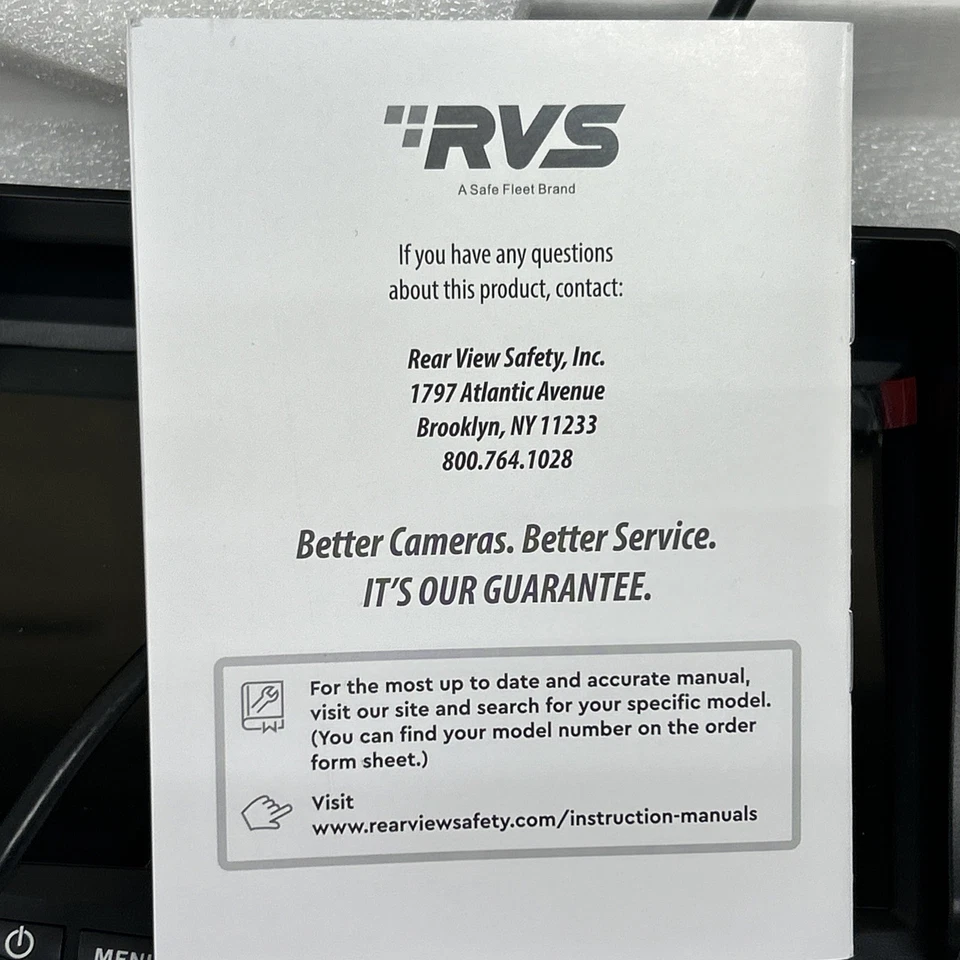 RVS
A Safe Fleet Brand
If you have any questions
about this product, contact:
Rear View Safety, Inc.
1797 Atlantic Avenue
Brooklyn, NY 11233
800.764.1028
Better Cameras. Better Service.
IT'S OUR GUARANTEE.
For the most up to date and accurate manual,
visit our site and search for your specific model.
(You can find your model number on the order
form sheet.)
Visit
www.rearviewsafety.com/instruction-manuals